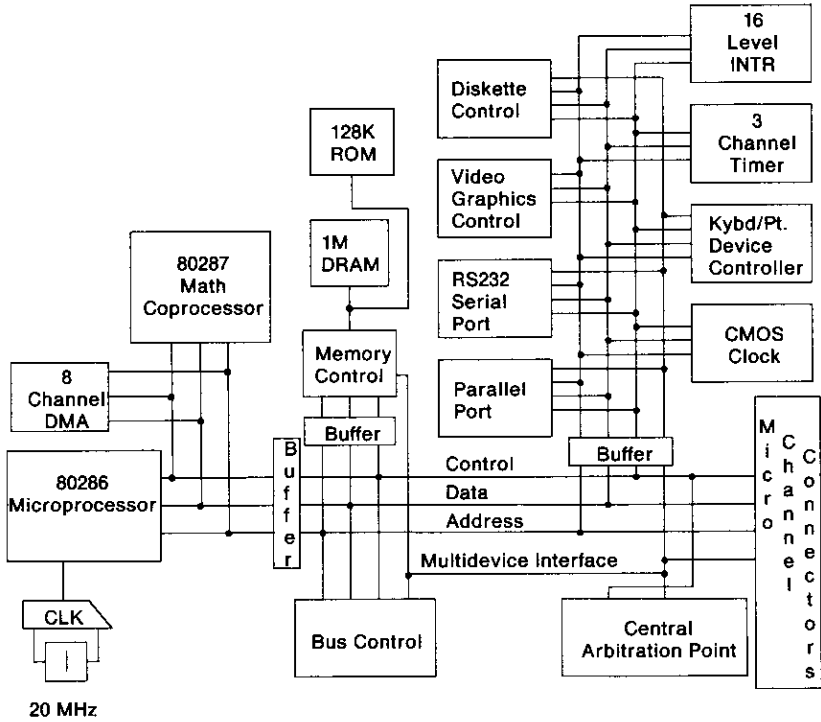 16
Level
INTR
Diskette
Control
128K
ROM
3
Channel
Timer
Video
Graphics
Control
Kybd/Pt.
Device
Controller
1M
DRAM
80287
Math
Coprocessor
RS232
Serial
Port
CMOS
Clock
Memory
Control
8
Channel
DMA
Parallel
Port
Buffer
Buffer
Buffer
80286
Microprocessor
Control
Data
Address
Multidevice Interface
Micro
Channel
Connectors
CLK
Bus Control
Central
Arbitration Point
20 MHz